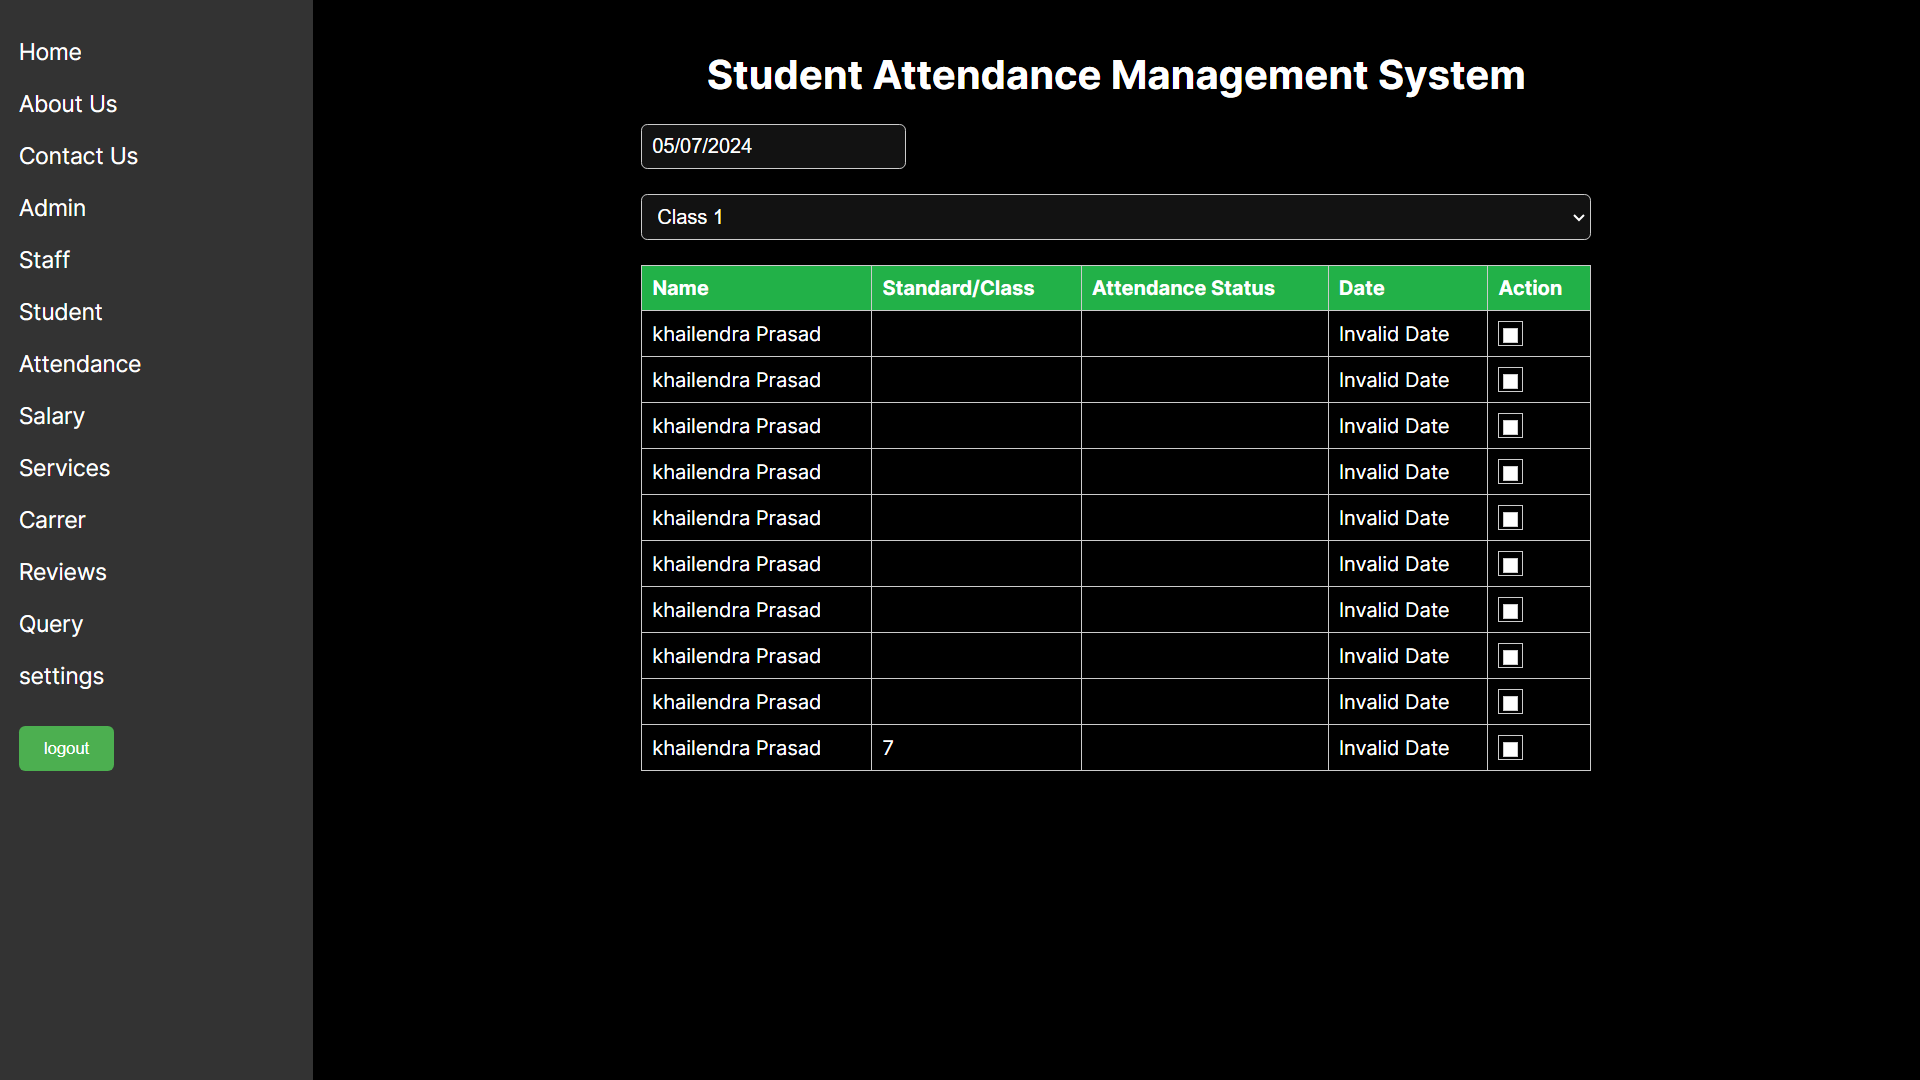 Home
About Us
Contact Us
Admin
Staff
Student
Attendance
Salary
Services
Carrer
Reviews
Query
settings
logout
Student Attendance Management System
05/07/2024
Class 1
Name Standard/Class Attendance Status Date Action
khailendra Prasad Invalid Date
khailendra Prasad Invalid Date
khailendra Prasad Invalid Date
khailendra Prasad Invalid Date
khailendra Prasad Invalid Date
khailendra Prasad Invalid Date
khailendra Prasad Invalid Date
khailendra Prasad Invalid Date
khailendra Prasad Invalid Date
khailendra Prasad 7 Invalid Date